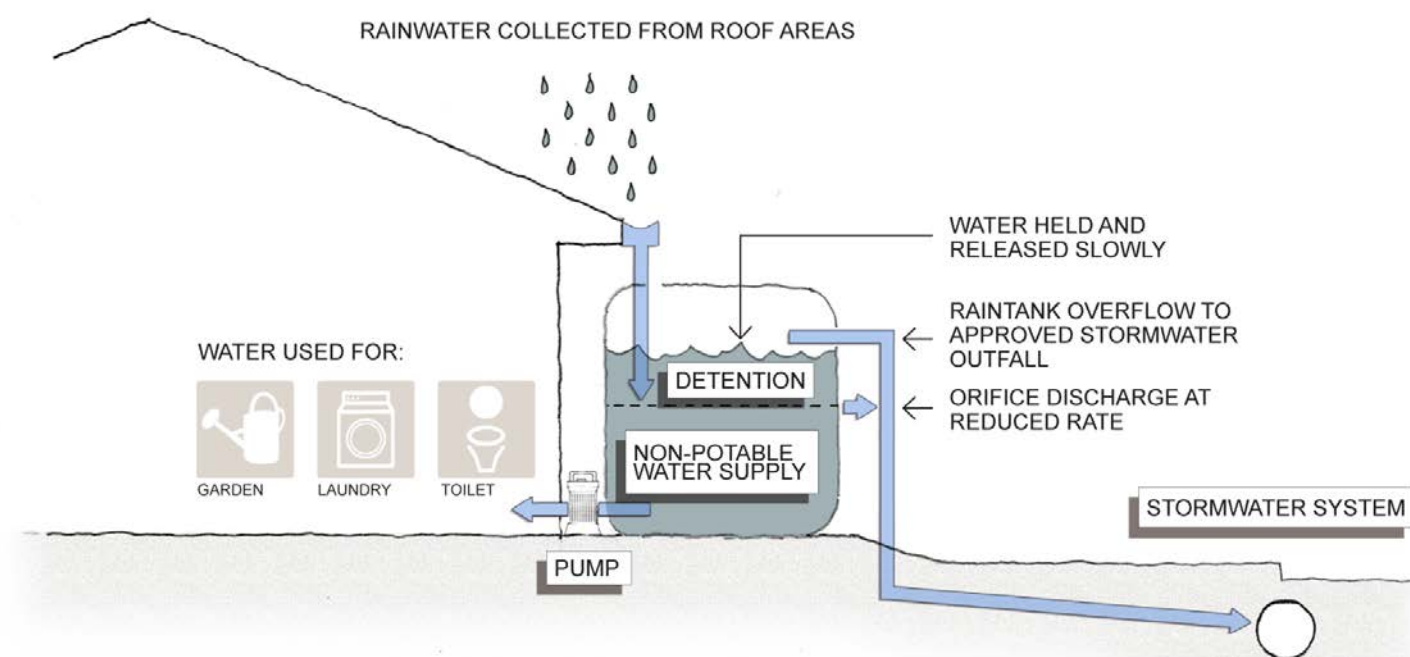 RAINWATER COLLECTED FROM ROOF AREAS
WATER HELD AND
RELEASED SLOWLY
RAINTANK OVERFLOW TO
APPROVED STORMWATER
OUTFALL
WATER USED FOR:
DETENTION
ORIFICE DISCHARGE AT
REDUCED RATE
NON-POTABLE
WATER SUPPLY
GARDEN
LAUNDRY
TOILET
STORMWATER SYSTEM
PUMP